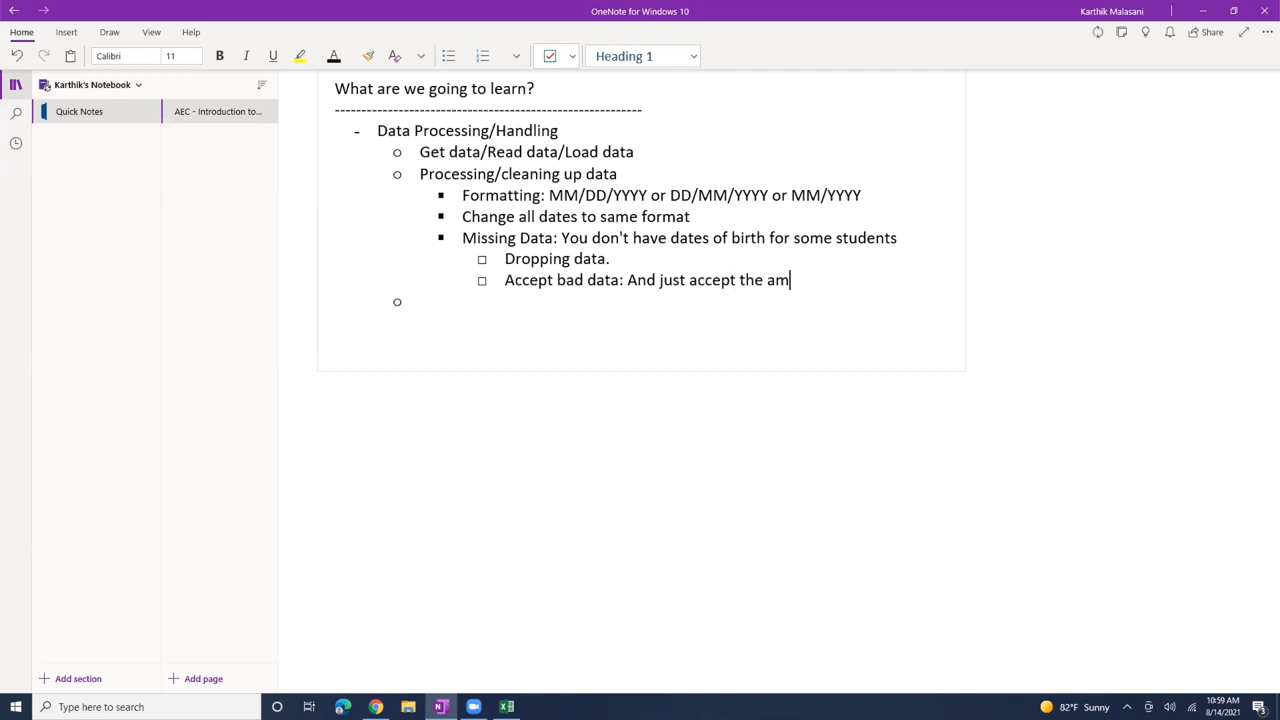 OneNote for Windows 10
Karthik Malasani
Home
Insert
Draw
View
Help
Share
Calibri
11
B
I
U
A
Heading 1
Karthik's Notebook
Quick Notes
AEC - Introduction to...
What are we going to learn?
----------------------------------------------------------
- Data Processing/Handling
o Get data/Read data/Load data
o Processing/cleaning up data
▪ Formatting: MM/DD/YYYY or DD/MM/YYYY or MM/YYYY
▪ Change all dates to same format
▪ Missing Data: You don't have dates of birth for some students
□ Dropping data.
□ Accept bad data: And just accept the am
o
+ Add section
+ Add page
Type here to search
82°F Sunny
10:59 AM
8/14/2021
3